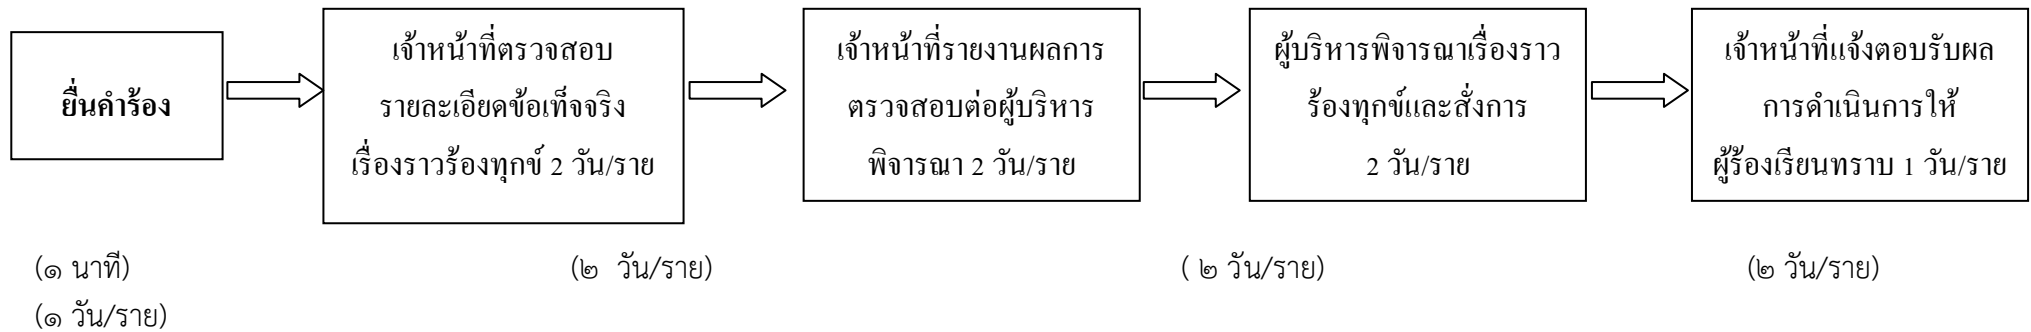 ยื่นคำร้อง
เจ้าหน้าที่ตรวจสอบ
รายละเอียดข้อเท็จจริง
เรื่องราวร้องทุกข์ 2 วัน/ราย
เจ้าหน้าที่รายงานผลการ
ตรวจสอบต่อผู้บริหาร
พิจารณา 2 วัน/ราย
ผู้บริหารพิจารณาเรื่องราว
ร้องทุกข์และสั่งการ
2 วัน/ราย
เจ้าหน้าที่แจ้งตอบรับผล
การดำเนินการให้
ผู้ร้องเรียนทราบ 1 วัน/ราย
(๑ นาที) (๒ วัน/ราย) ( ๒ วัน/ราย) (๒ วัน/ราย)
(๑ วัน/ราย)